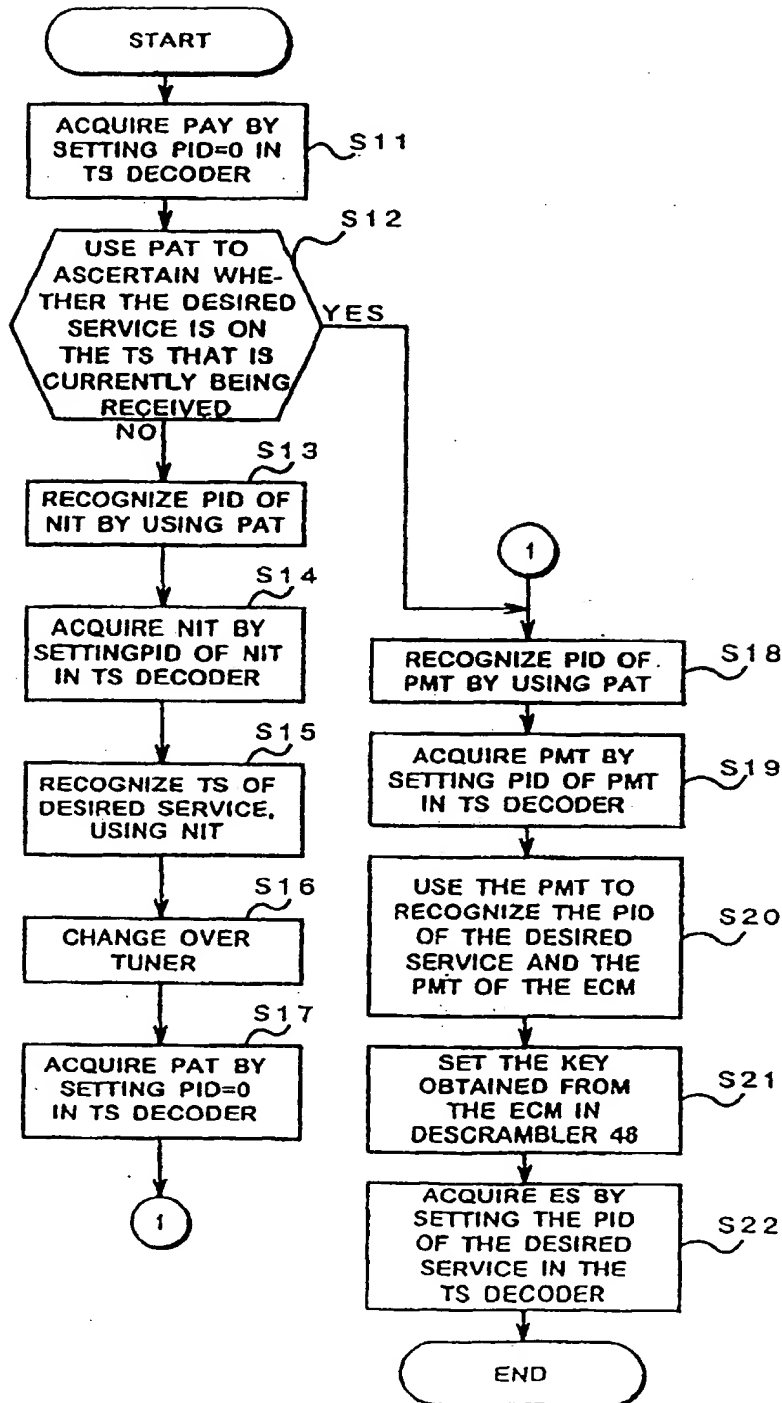 START
ACQUIRE PAY BY
SETTING PID=0 IN
TS DECODER
S11
S12
USE PAT TO
ASCERTAIN WHE-
THER THE DESIRED
SERVICE IS ON
THE TS THAT IS
CURRENTLY BEING
RECEIVED
YES
NO
S13
RECOGNIZE PID OF
NIT BY USING PAT
S14
ACQUIRE NIT BY
SETTINGPID OF NIT
IN TS DECODER
S15
RECOGNIZE TS OF
DESIRED SERVICE,
USING NIT
S16
CHANGE OVER
TUNER
S17
ACQUIRE PAT BY
SETTING PID=0
IN TS DECODER
1
1
RECOGNIZE PID OF
PMT BY USING PAT
S18
ACQUIRE PMT BY
SETTING PID OF PMT
IN TS DECODER
S19
USE THE PMT TO
RECOGNIZE THE PID
OF THE DESIRED
SERVICE AND THE
PMT OF THE ECM
S20
SET THE KEY
OBTAINED FROM
THE ECM IN
DESCRAMBLER 48
S21
ACQUIRE ES BY
SETTING THE PID
OF THE DESIRED
SERVICE IN THE
TS DECODER
S22
END